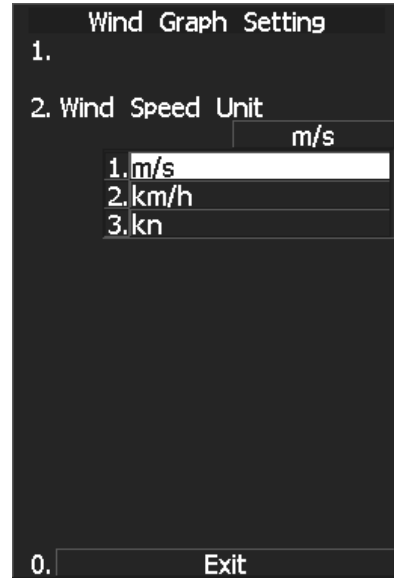 Wind Graph Setting
1.
2. Wind Speed Unit
m/s
1. m/s
2. km/h
3. kn
0. Exit